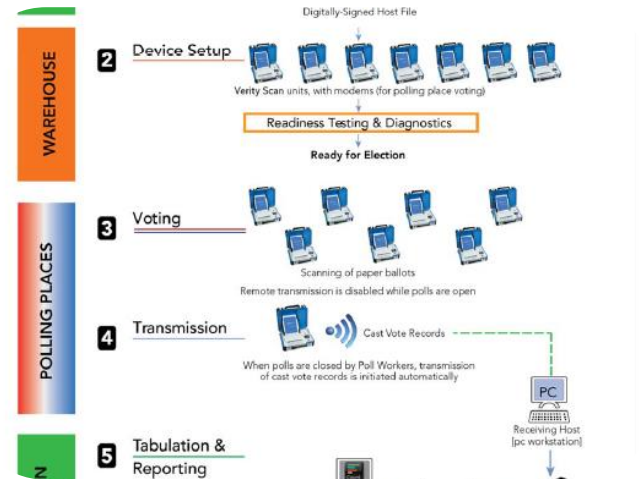 Digitally-Signed Host File
WAREHOUSE
2 Device Setup
Verity Scan units, with modems (for polling place voting)
Readiness Testing & Diagnostics
Ready for Election
POLLING PLACES
3 Voting
Scanning of paper ballots
Remote transmission is disabled while polls are open
4 Transmission
Cast Vote Records
When polls are closed by Poll Workers, transmission
of cast vote records is initiated automatically
PC
Receiving Host
[pc workstation]
N
5 Tabulation &
Reporting